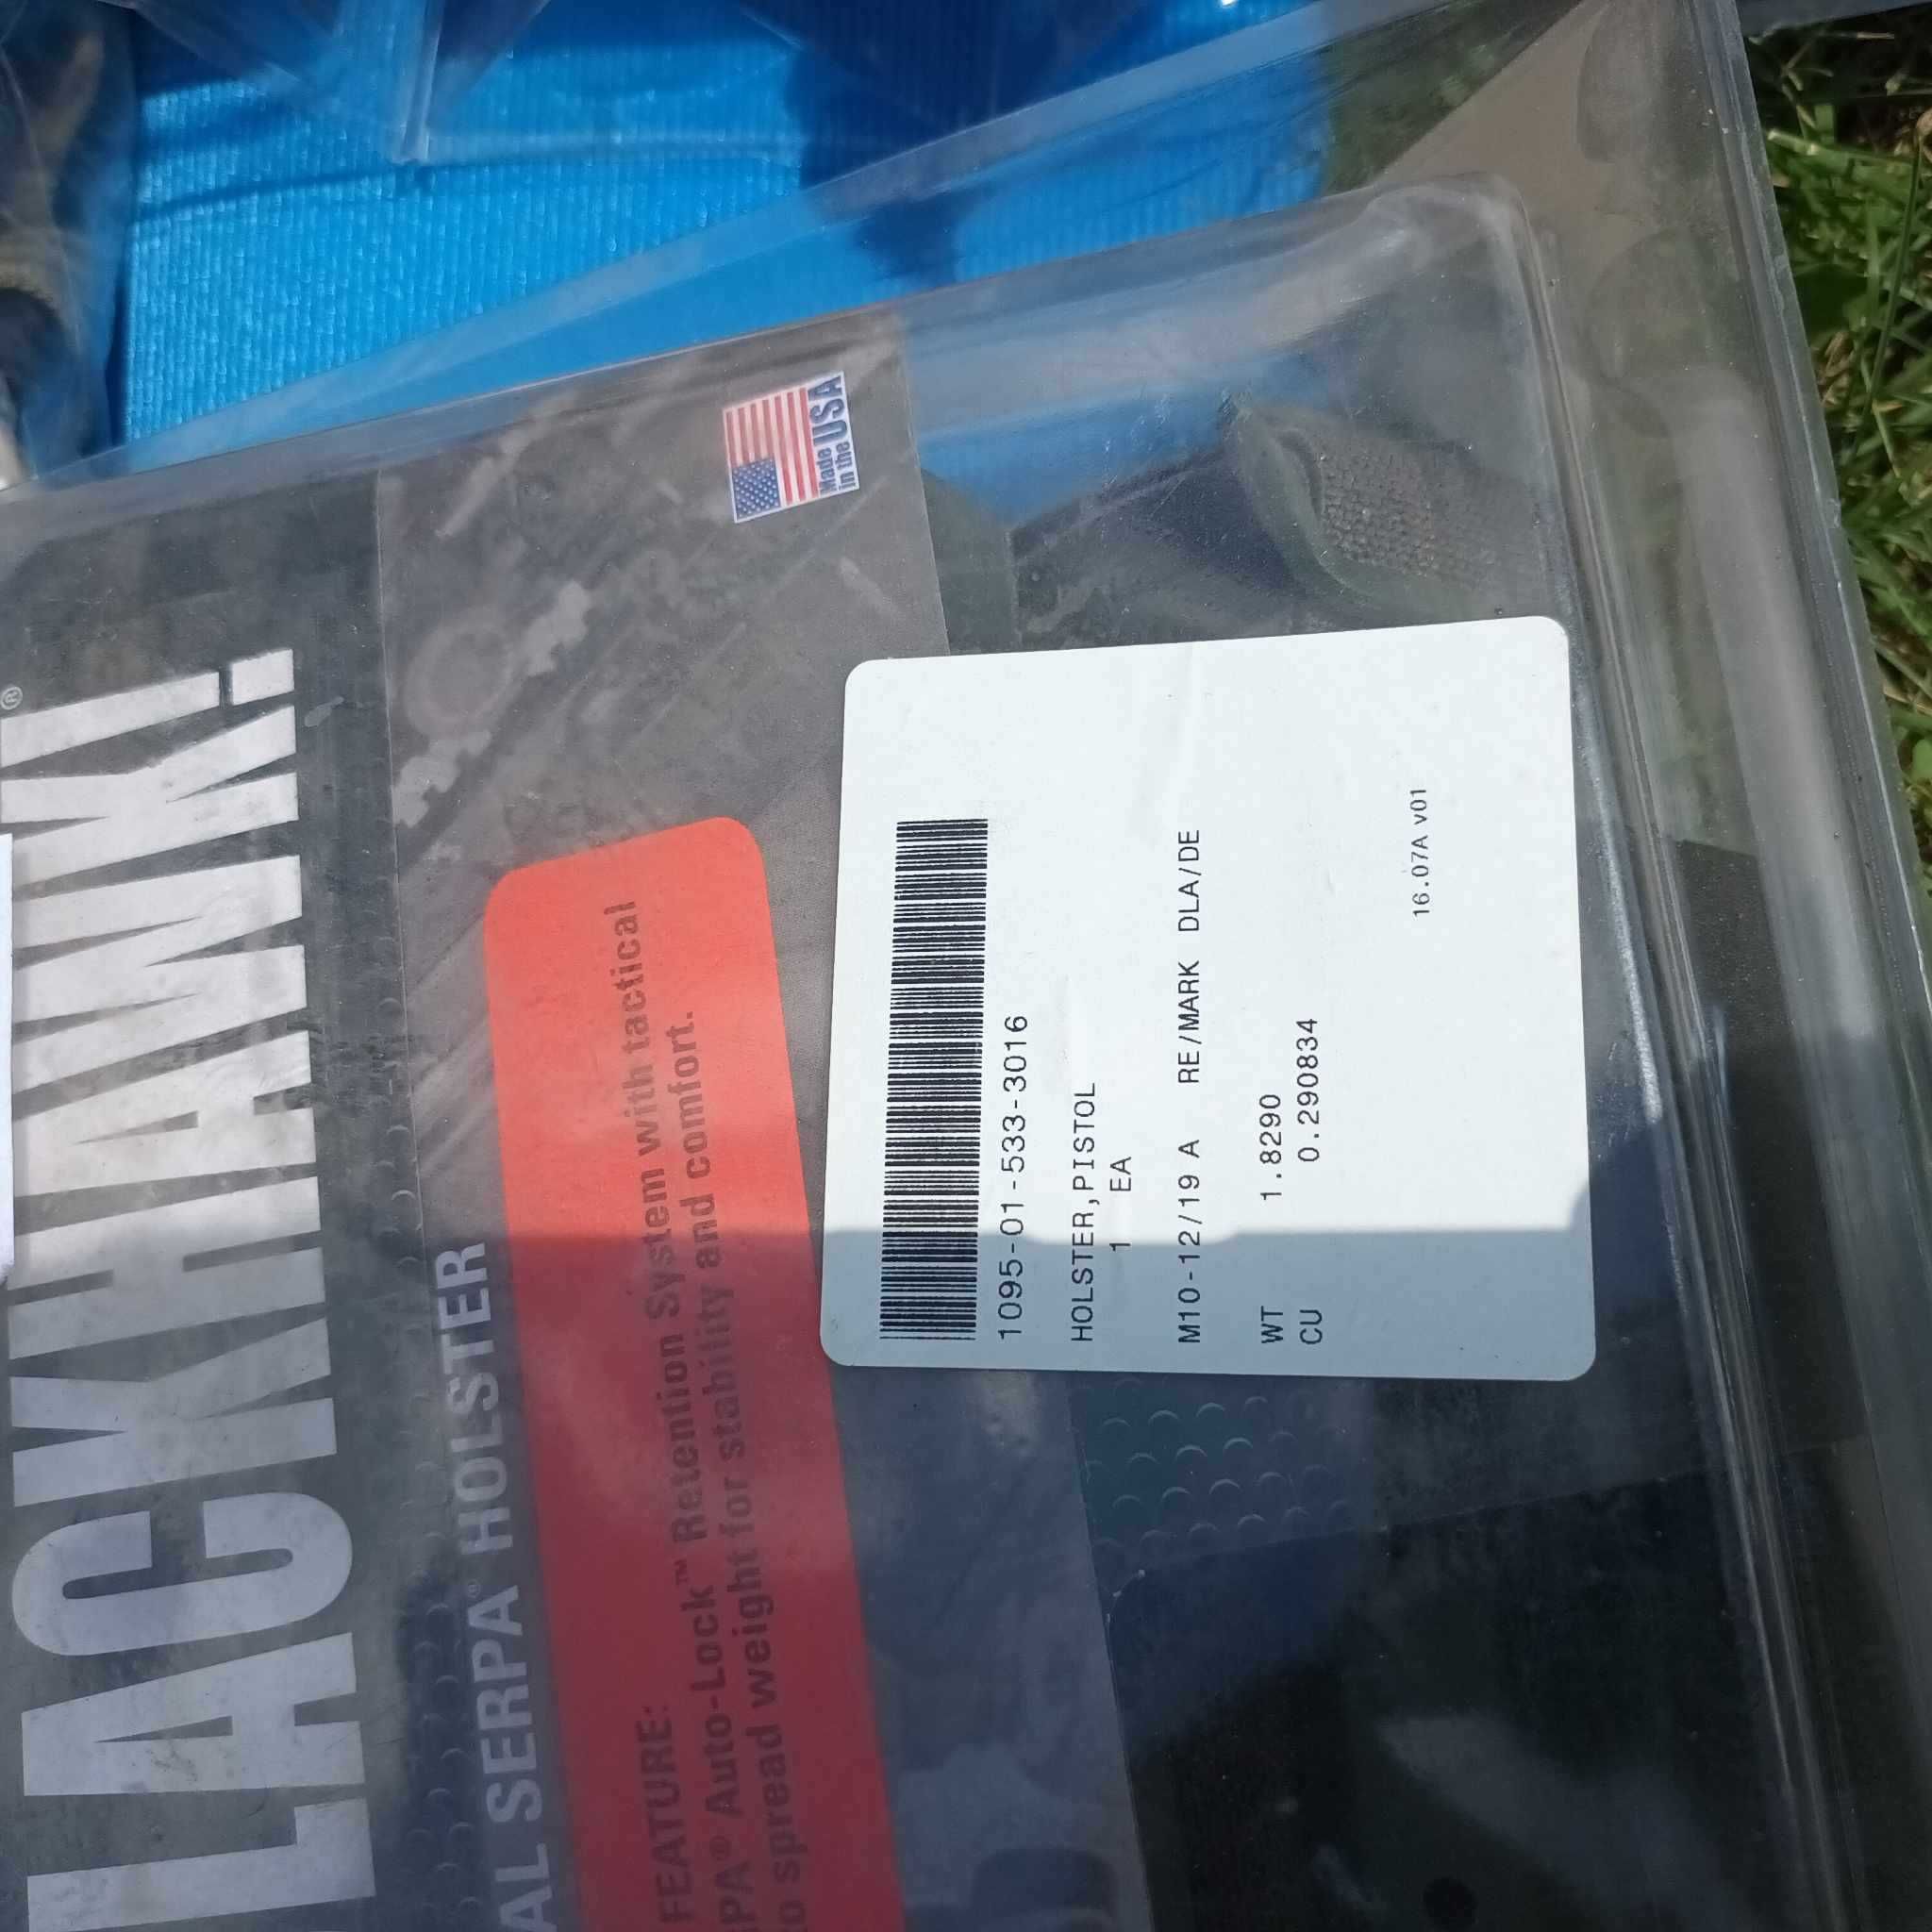 LACKHAWK!®
AL SERPA® HOLSTER
Made
in the USA
FEATURE:
PA® Auto-Lock™ Retention System with tactical
to spread weight for stability and comfort.
1095-01-533-3016
HOLSTER,PISTOL
1 EA
M10-12/19 A RE/MARK DLA/DE
WT 1.8290
CU 0.290834
16.07A v01